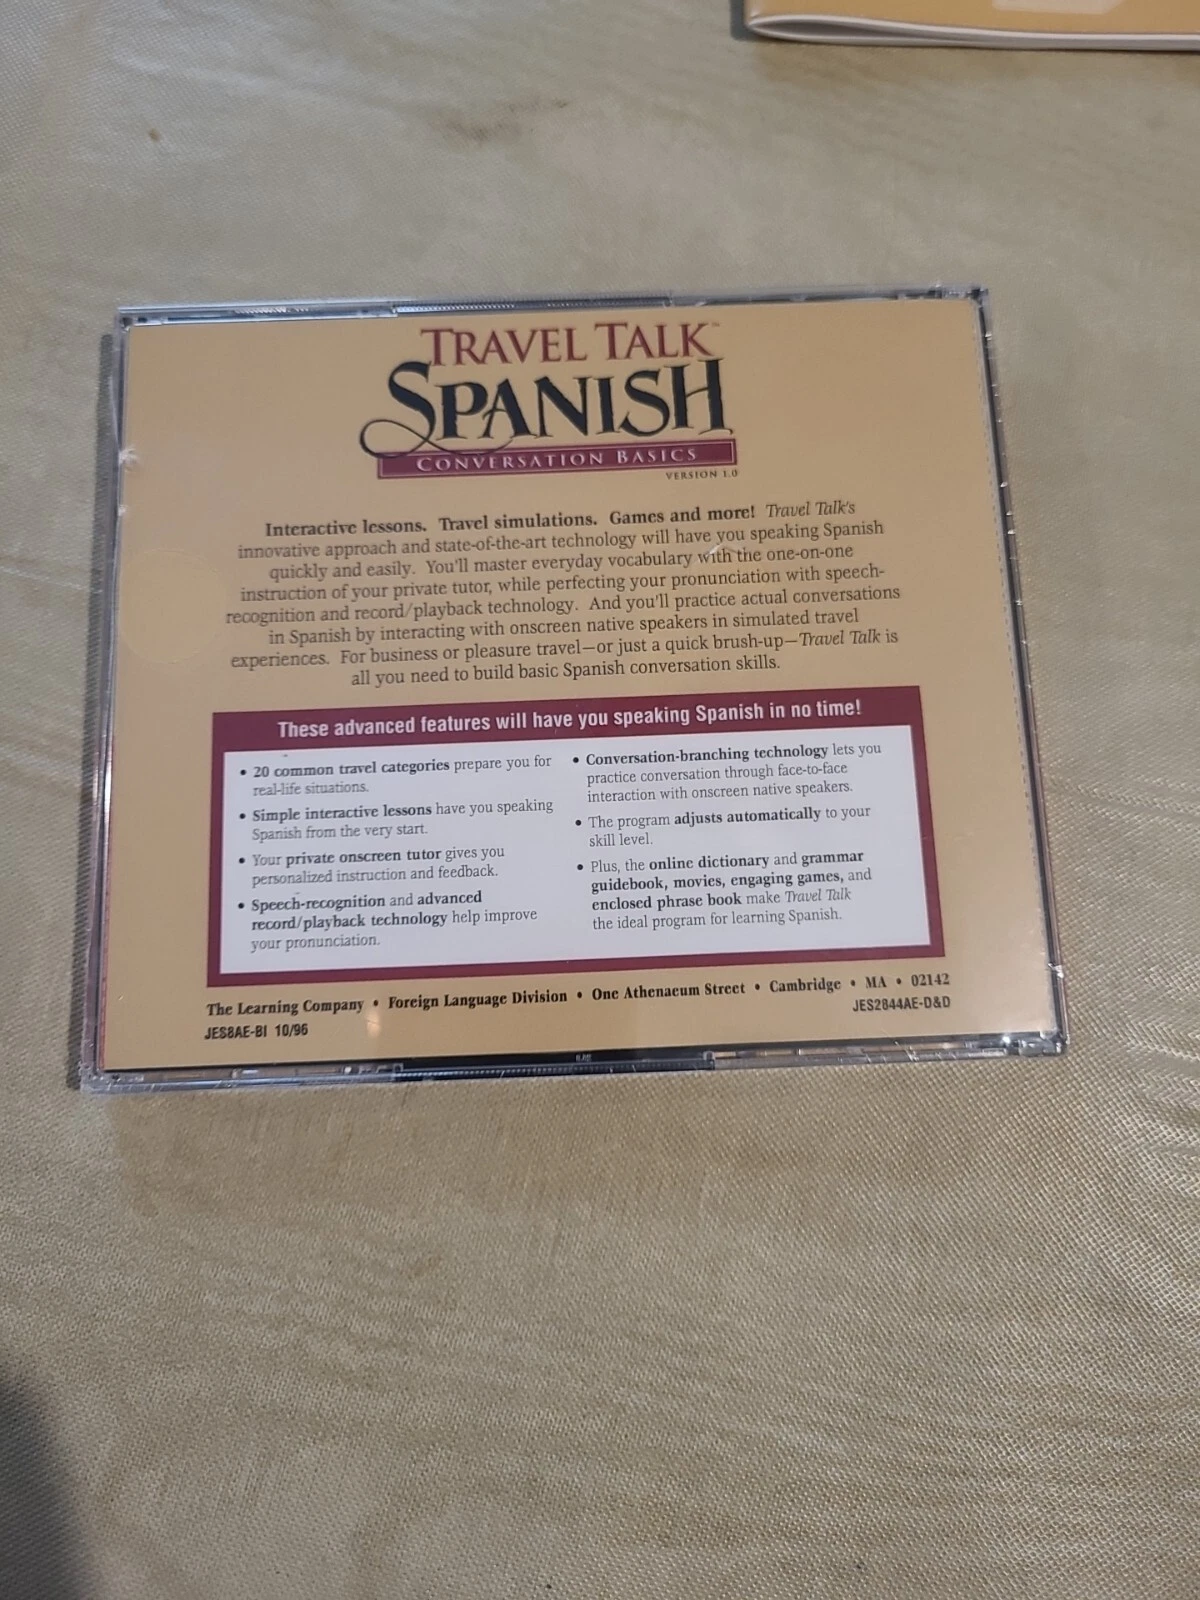 TRAVEL TALK™
SPANISH
CONVERSATION BASICS
VERSION 1.0
Interactive lessons. Travel simulations. Games and more! Travel Talk's
innovative approach and state-of-the-art technology will have you speaking Spanish
quickly and easily. You'll master everyday vocabulary with the one-on-one
instruction of your private tutor, while perfecting your pronunciation with speech-
recognition and record/playback technology. And you'll practice actual conversations
in Spanish by interacting with onscreen native speakers in simulated travel
experiences. For business or pleasure travel—or just a quick brush-up—Travel Talk is
all you need to build basic Spanish conversation skills.
These advanced features will have you speaking Spanish in no time!
• 20 common travel categories prepare you for
real-life situations.
• Simple interactive lessons have you speaking
Spanish from the very start.
• Your private onscreen tutor gives you
personalized instruction and feedback.
• Speech-recognition and advanced
record/playback technology help improve
your pronunciation.
• Conversation-branching technology lets you
practice conversation through face-to-face
interaction with onscreen native speakers.
• The program adjusts automatically to your
skill level.
• Plus, the online dictionary and grammar
guidebook, movies, engaging games, and
enclosed phrase book make Travel Talk
the ideal program for learning Spanish.
The Learning Company • Foreign Language Division • One Athenaeum Street • Cambridge • MA • 02142
JES8AE-BI 10/96
JES2844AE-D&D